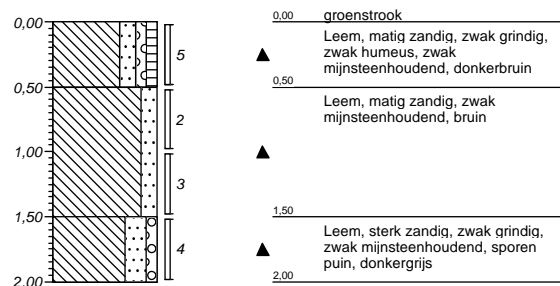 0,00
0,50
1,00
1,50
2,00
5
2
3
4
0,00
groenstrook
Leem, matig zandig, zwak grindig,
zwak humeus, zwak
mijnsteenhoudend, donkerbruin
0,50
Leem, matig zandig, zwak
mijnsteenhoudend, bruin
1,50
Leem, sterk zandig, zwak grindig,
zwak mijnsteenhoudend, sporen
puin, donkergrijs
2,00